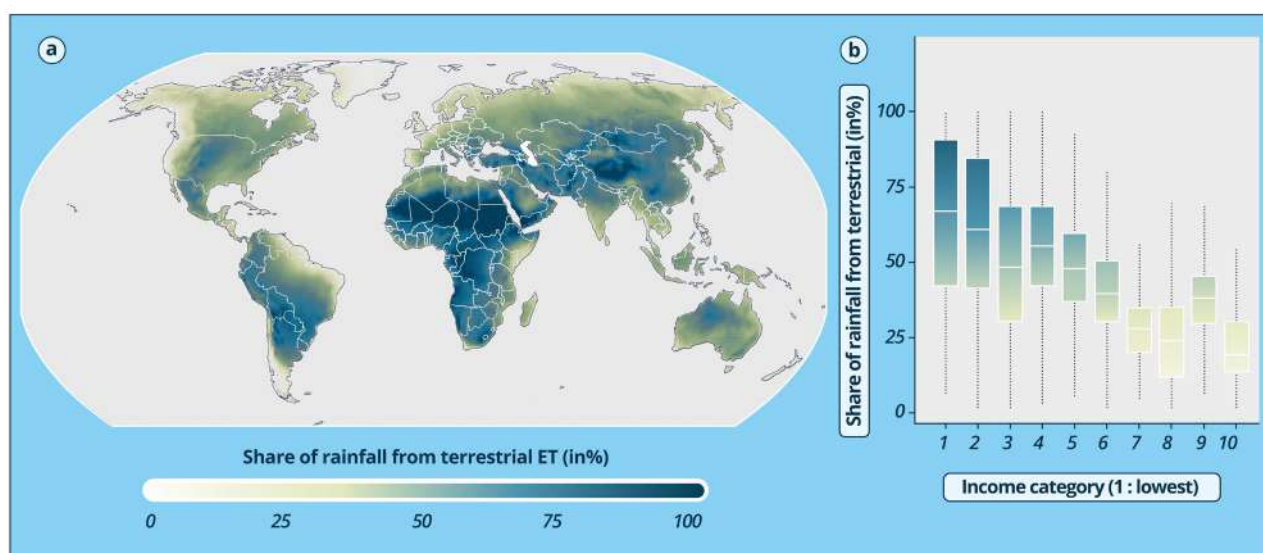 a
Share of rainfall from terrestrial ET (in%)
0 25 50 75 100
b
Share of rainfall from terrestrial (in%)
100
75
50
25
0
1 2 3 4 5 6 7 8 9 10
Income category (1 : lowest)